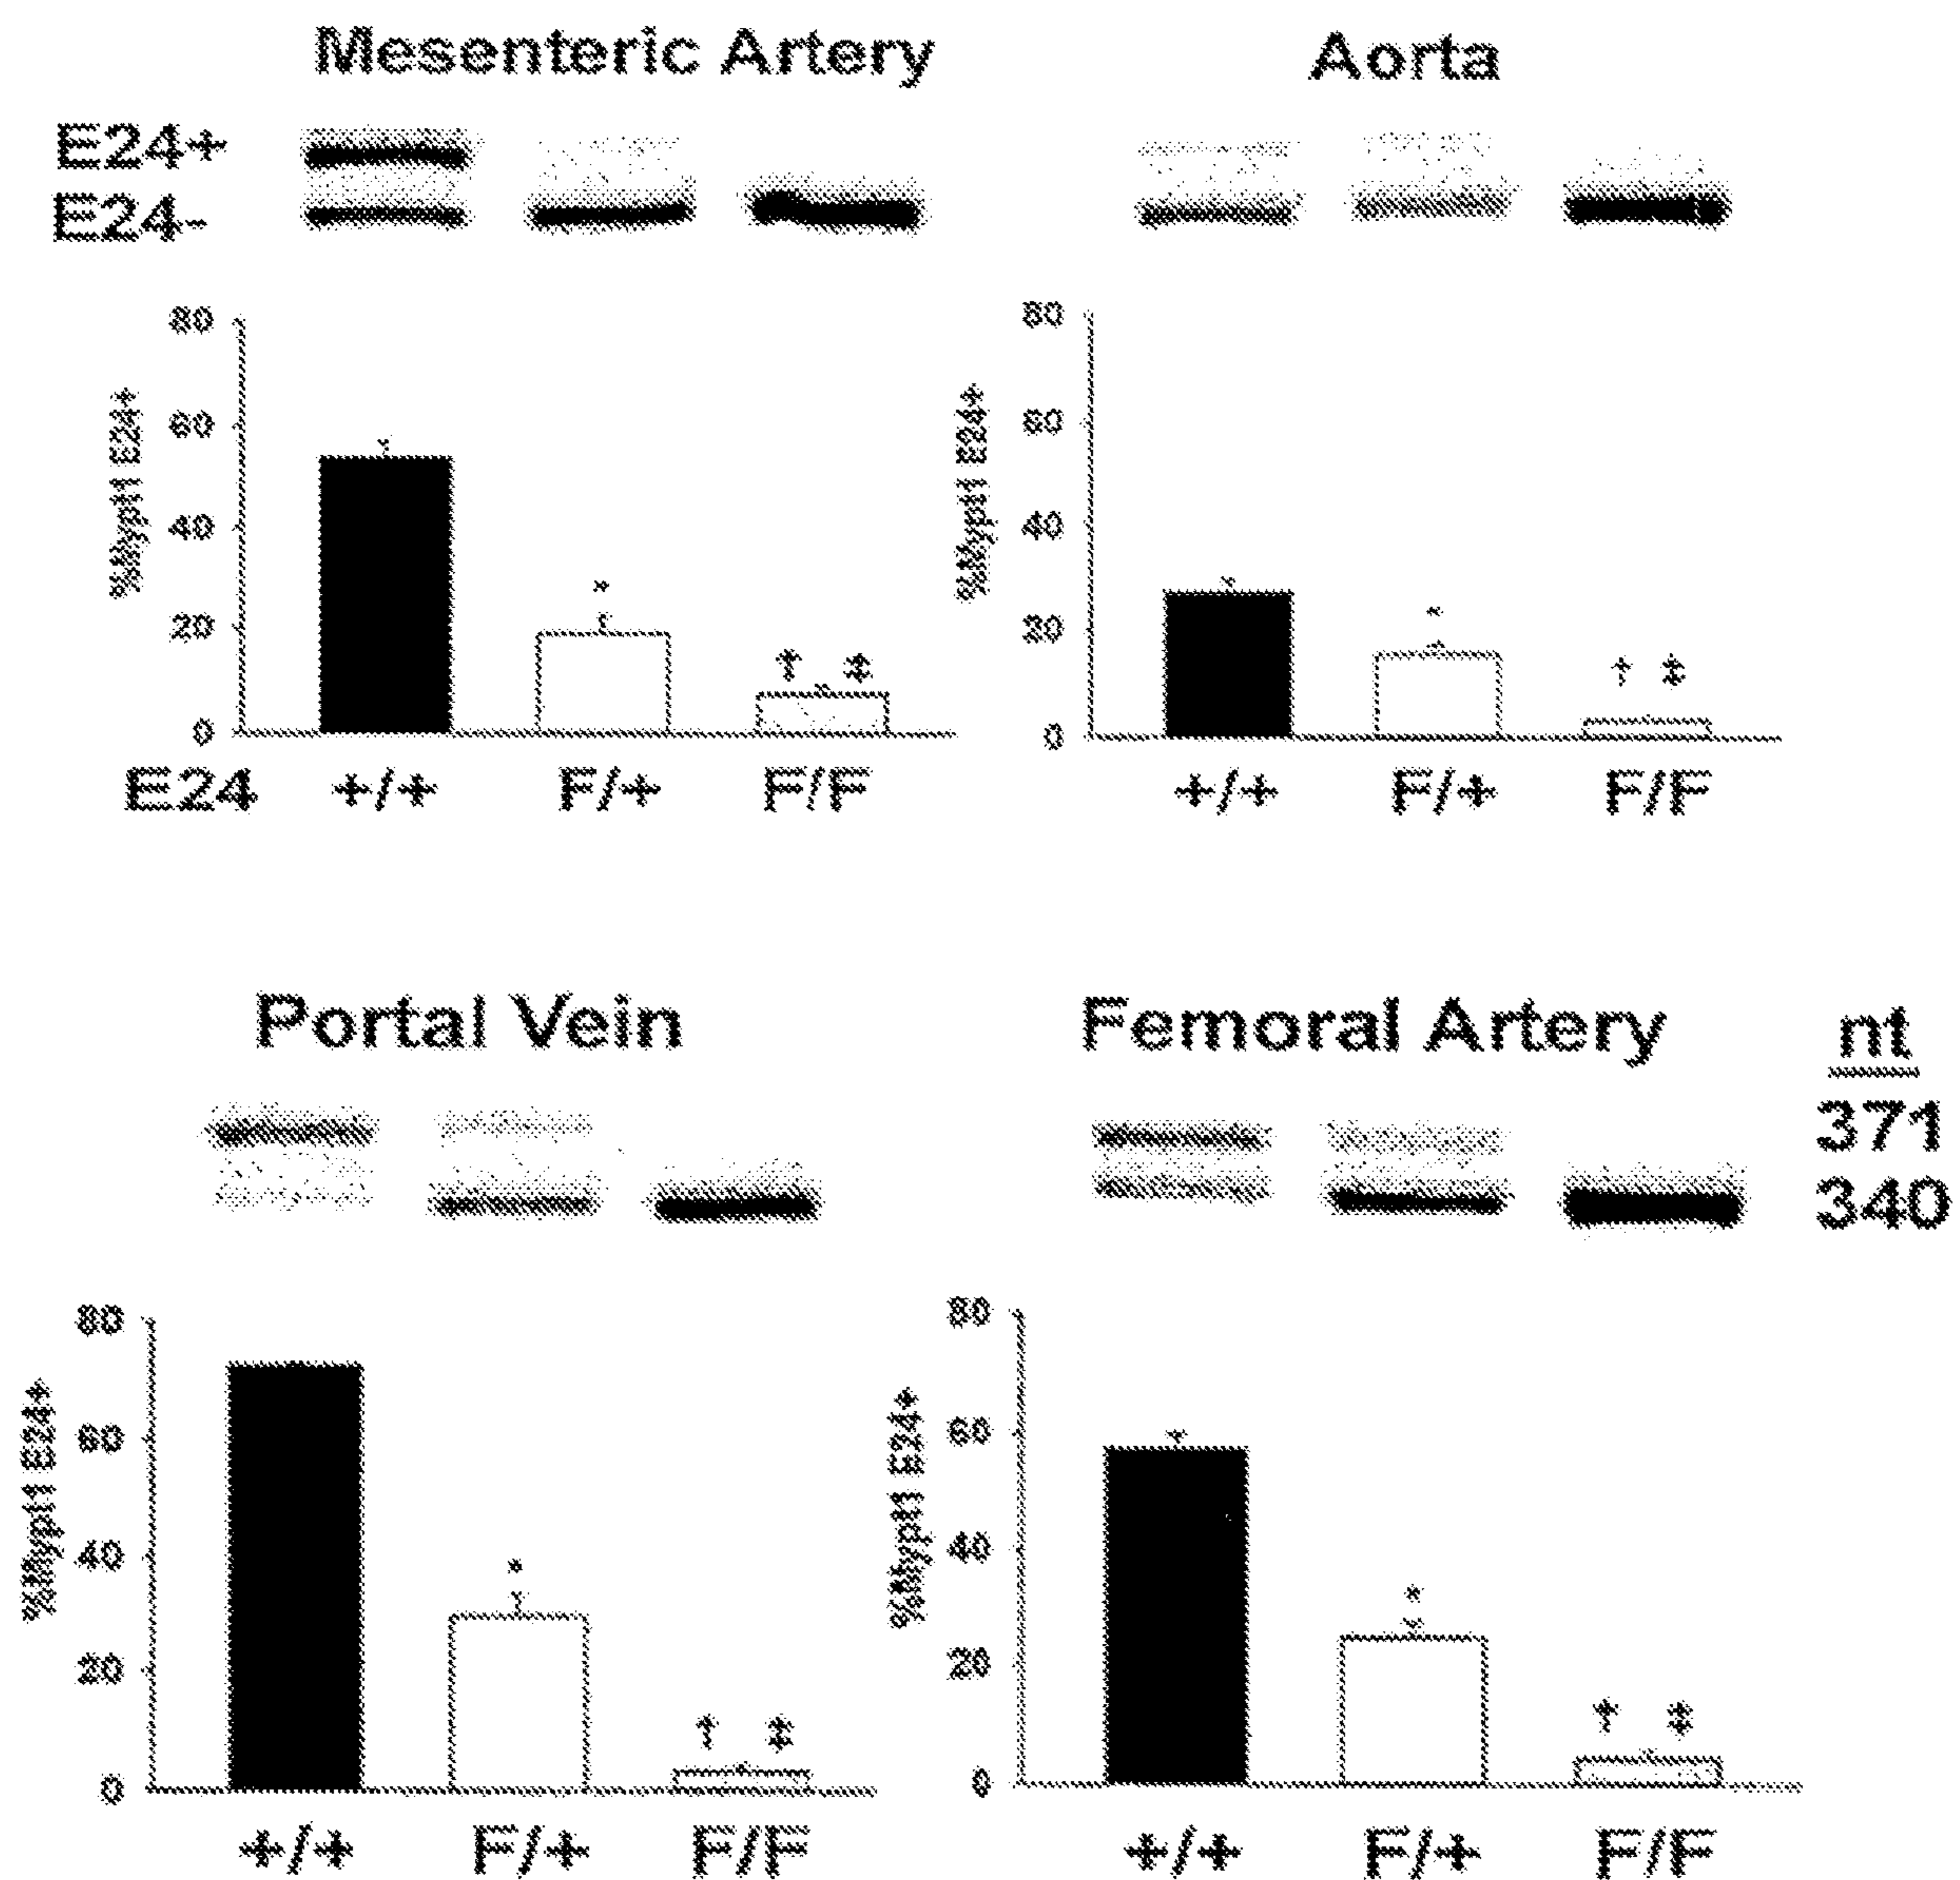 Mesenteric Artery
Aorta
E24+
E24-
80
60
40
20
0
%Mypt1 E24+
*
† ‡
E24 +/+ F/+ F/F
80
60
40
20
0
%Mypt1 E24+
*
† ‡
+/+ F/+ F/F
Portal Vein
Femoral Artery
nt
371
340
80
60
40
20
0
%Mypt1 E24+
*
† ‡
+/+ F/+ F/F
80
60
40
20
0
%Mypt1 E24+
*
† ‡
+/+ F/+ F/F